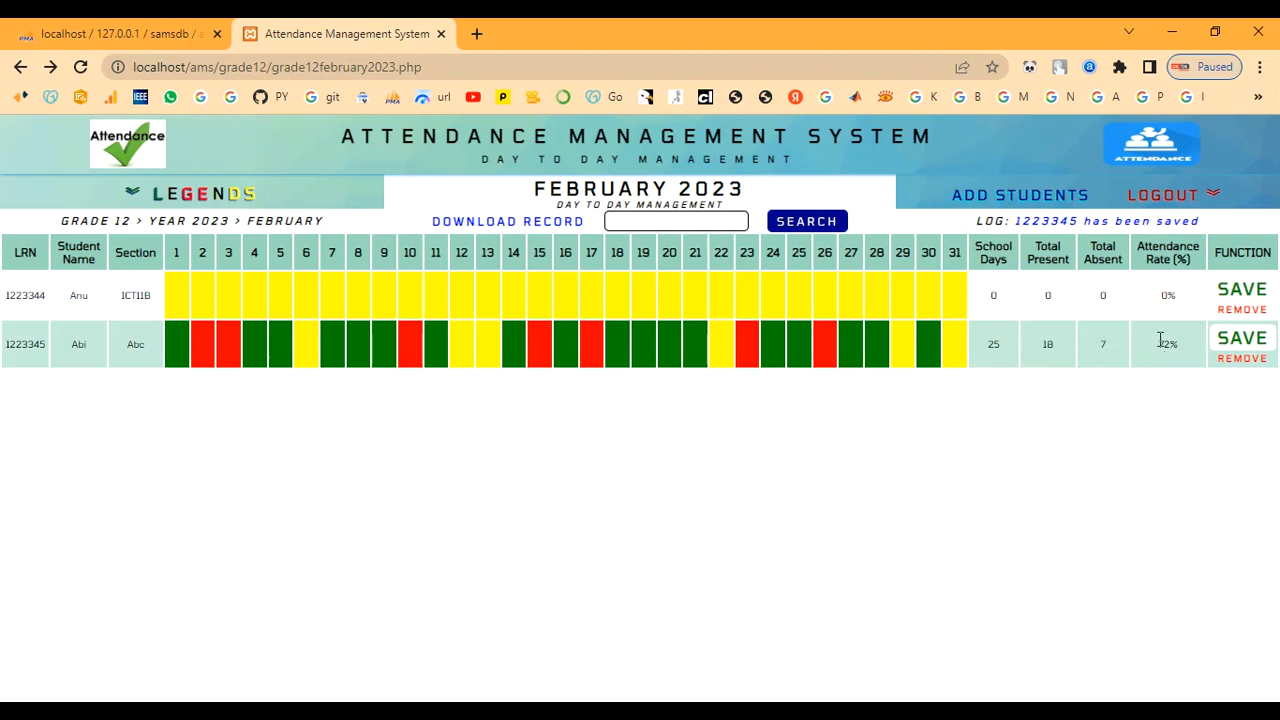 localhost / 127.0.0.1 / samsdb /
Attendance Management System
localhost/ams/grade12/grade12february2023.php
Paused
IEEE PY git PMA url Go K B M N A P I
Attendance
ATTENDANCE MANAGEMENT SYSTEM
DAY TO DAY MANAGEMENT
ATTENDANCE
LEGENDS
FEBRUARY 2023
DAY TO DAY MANAGEMENT
ADD STUDENTS LOGOUT
GRADE 12 > YEAR 2023 > FEBRUARY
DOWNLOAD RECORD SEARCH
LOG: 1223345 has been saved
LRN Student Name Section 1 2 3 4 5 6 7 8 9 10 11 12 13 14 15 16 17 18 19 20 21 22 23 24 25 26 27 28 29 30 31 School Days Total Present Total Absent Attendance Rate (%) FUNCTION
1223344 Anu ICT11B 0 0 0 0% SAVE
REMOVE
1223345 Abi Abc 25 18 7 SAVE
REMOVE